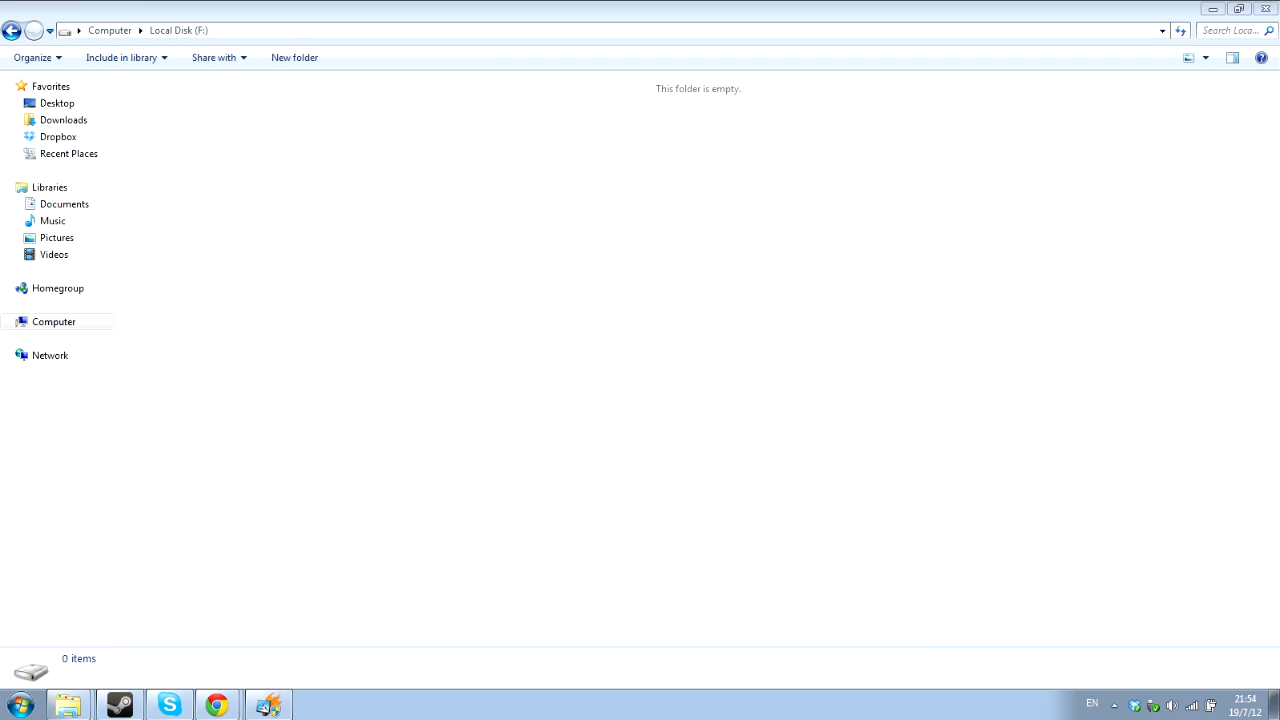 Computer Local Disk (F:)
Search Loca...
Organize Include in library Share with New folder
This folder is empty.
Favorites
Desktop
Downloads
Dropbox
Recent Places
Libraries
Documents
Music
Pictures
Videos
Homegroup
Computer
Network
0 items
EN
21:54
19/7/12